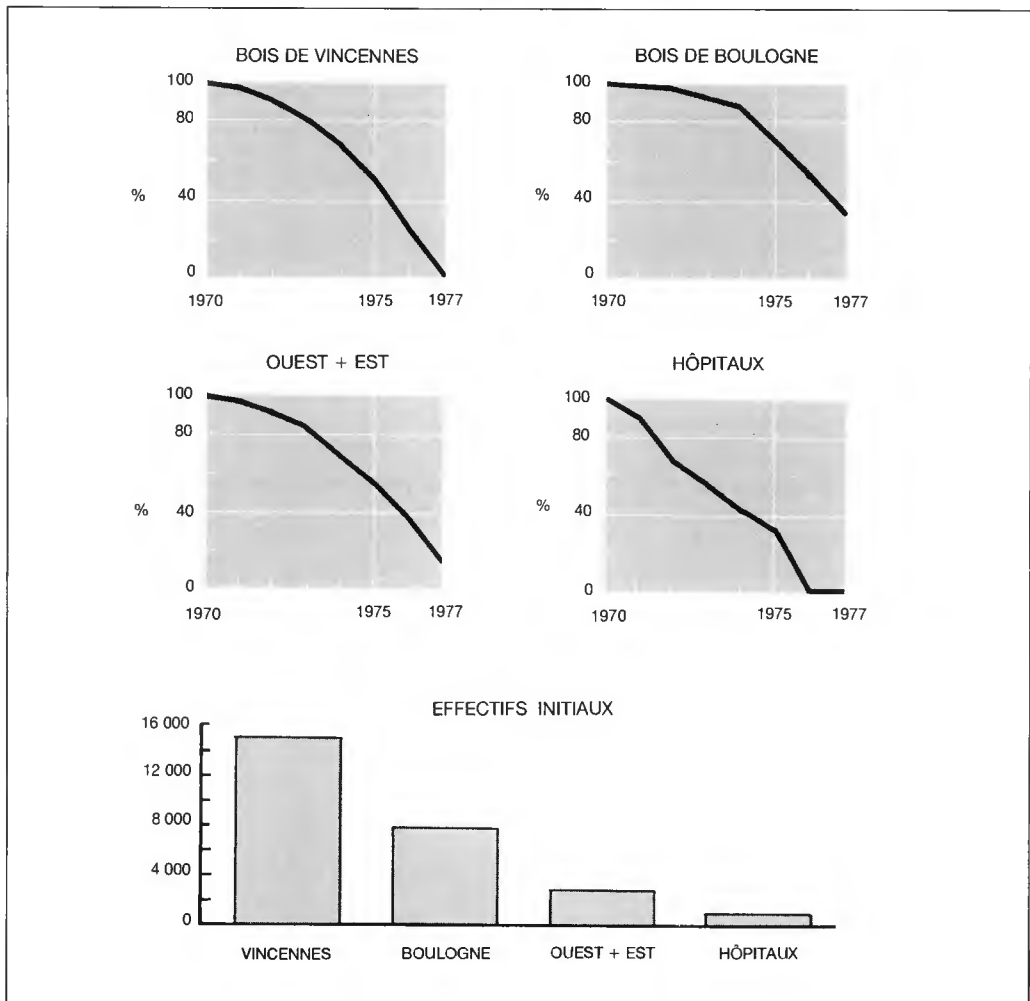 BOIS DE VINCENNES
100
80
%
40
0
1970 1975 1977
BOIS DE BOULOGNE
100
80
%
40
0
1970 1975 1977
OUEST + EST
100
80
%
40
0
1970 1975 1977
HÔPITAUX
100
80
%
40
0
1970 1975 1977
EFFECTIFS INITIAUX
16 000
12 000
8 000
4 000
0
VINCENNES BOULOGNE OUEST + EST HÔPITAUX